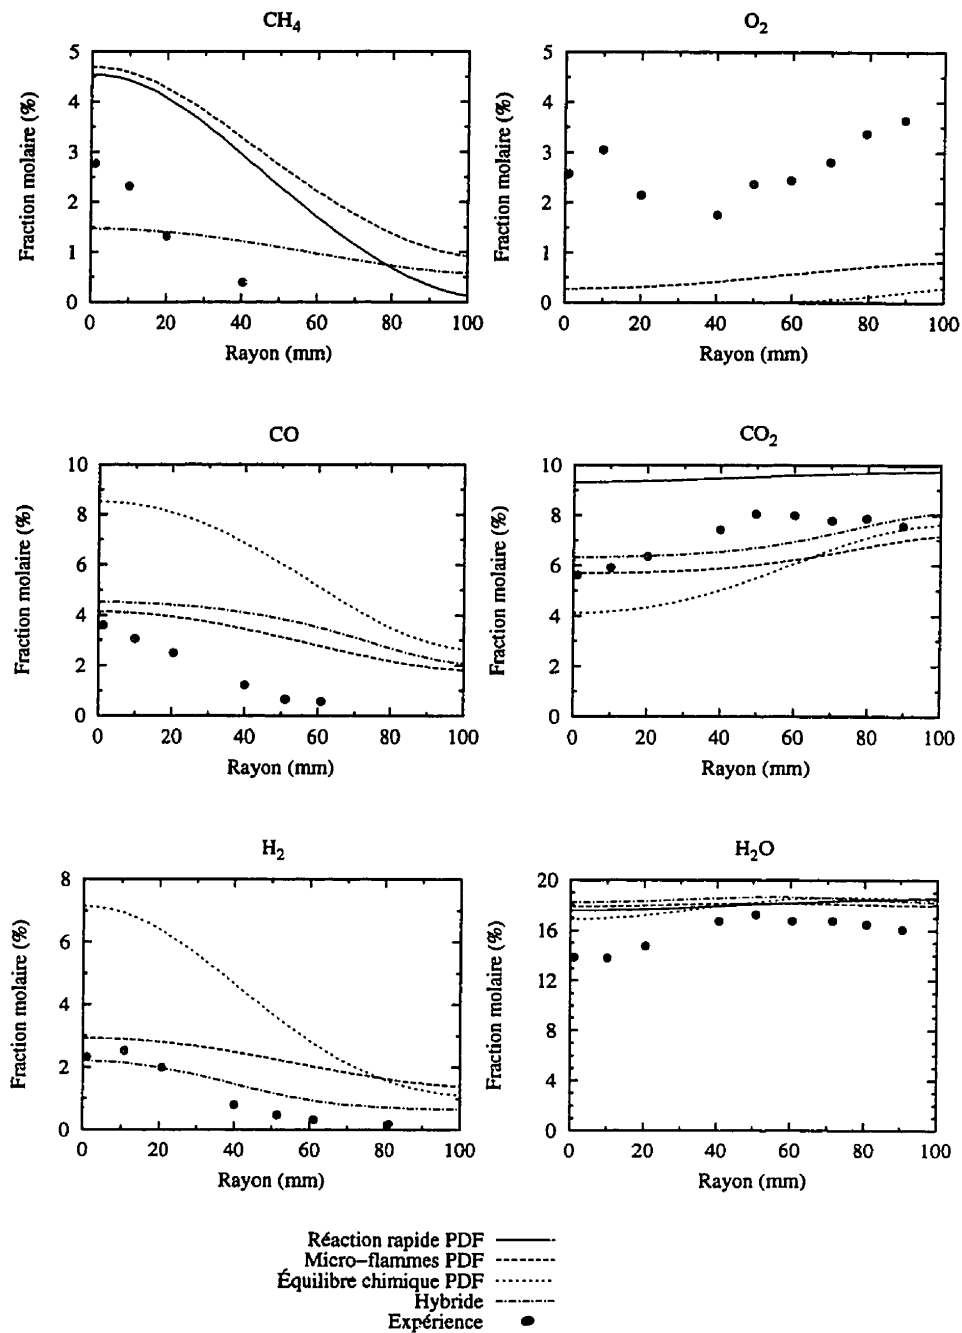 CH4
O2
5
4
3
2
1
0
Fraction molaire (%)
0 20 40 60 80 100
Rayon (mm)
5
4
3
2
1
0
Fraction molaire (%)
0 20 40 60 80 100
Rayon (mm)
CO
CO2
10
8
6
4
2
0
Fraction molaire (%)
0 20 40 60 80 100
Rayon (mm)
10
8
6
4
2
0
Fraction molaire (%)
0 20 40 60 80 100
Rayon (mm)
H2
H2O
8
6
4
2
0
Fraction molaire (%)
0 20 40 60 80 100
Rayon (mm)
20
16
12
8
4
0
Fraction molaire (%)
0 20 40 60 80 100
Rayon (mm)
Réaction rapide PDF
Micro-flammes PDF
Équilibre chimique PDF
Hybride
Expérience